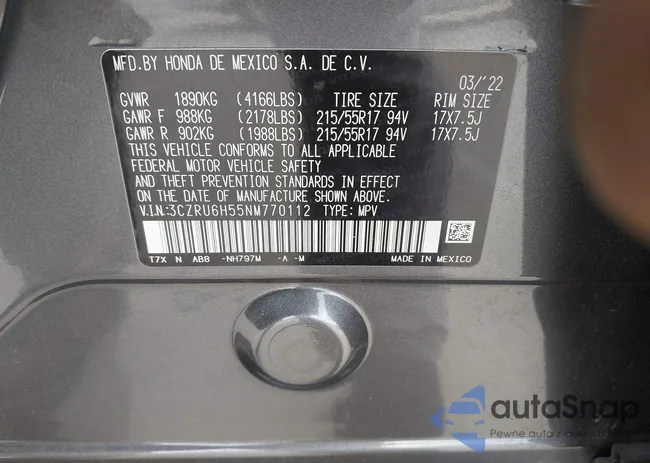 MFD.BY HONDA DE MEXICO S.A. DE C.V.
03/'22
GVWR 1890KG (4166LBS) TIRE SIZE RIM SIZE
GAWR F 988KG (2178LBS) 215/55R17 94V 17X7.5J
GAWR R 902KG (1988LBS) 215/55R17 94V 17X7.5J
THIS VEHICLE CONFORMS TO ALL APPLICABLE
FEDERAL MOTOR VEHICLE SAFETY
AND THEFT PREVENTION STANDARDS IN EFFECT
ON THE DATE OF MANUFACTURE SHOWN ABOVE.
V.I.N:3CZRU6H55NM770112 TYPE: MPV
T7X N AB8 -NH797M -A -M MADE IN MEXICO
autaSnap
Pewne auta z aukcji